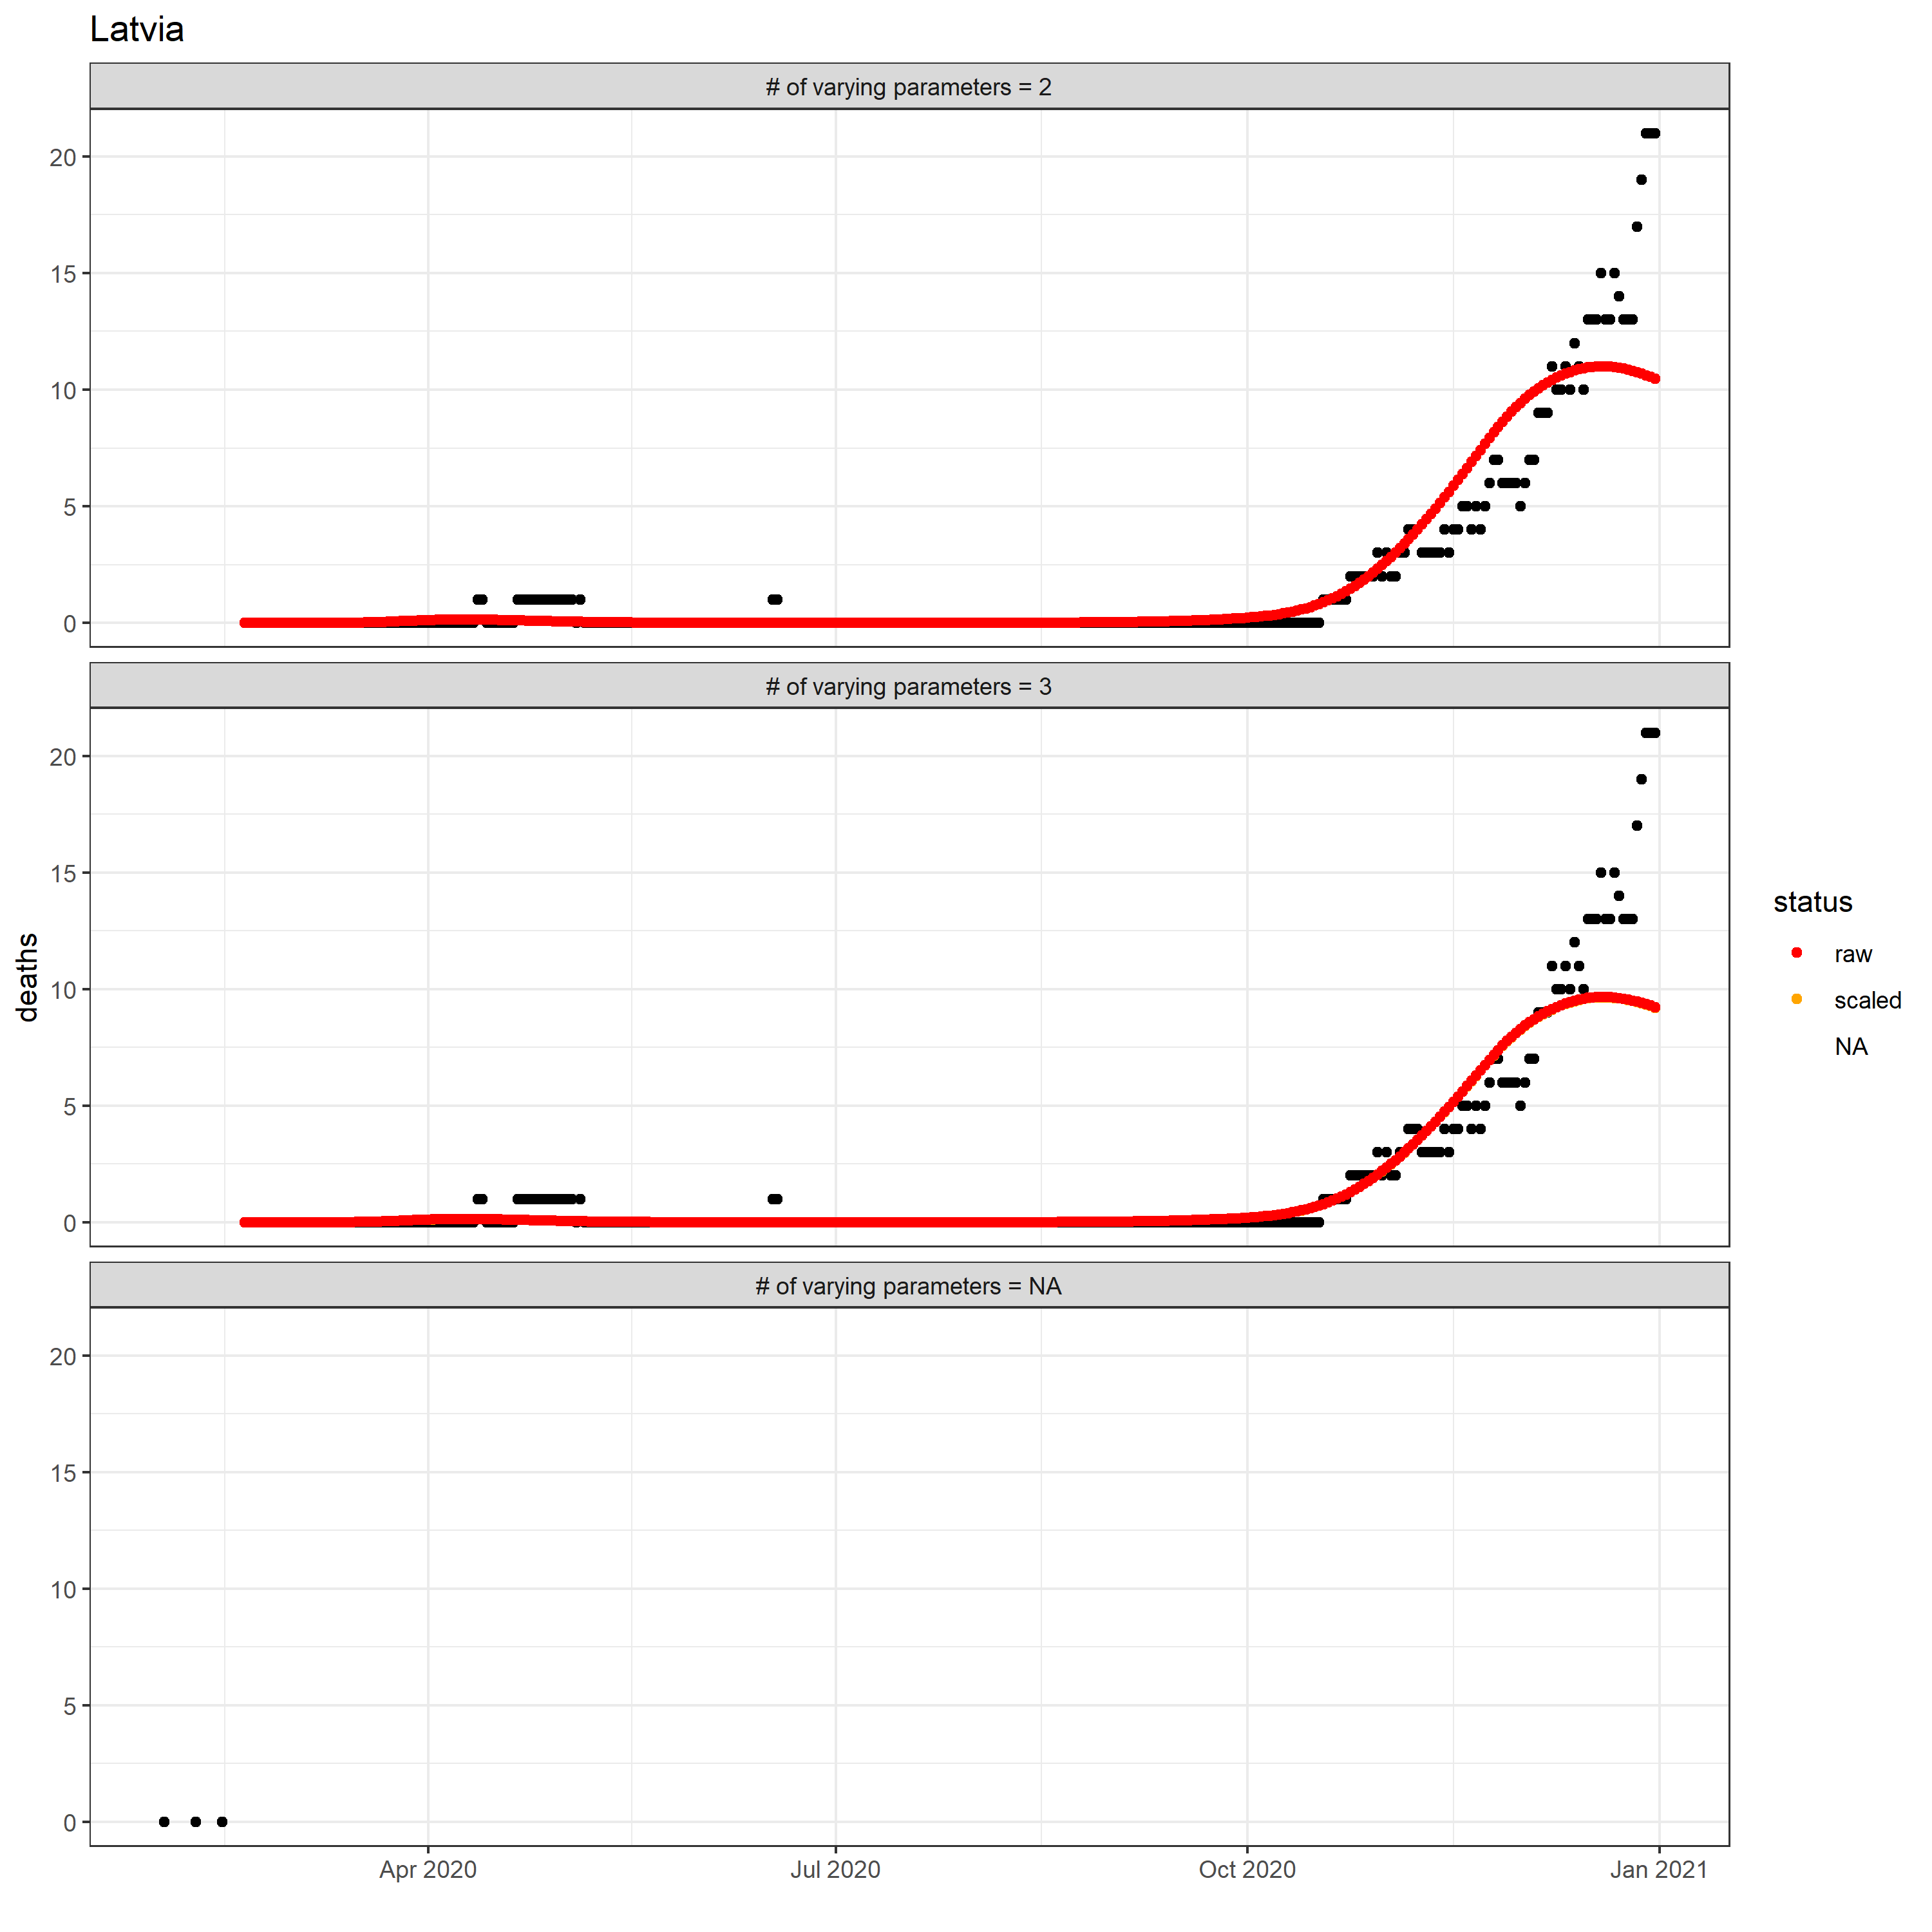 Latvia
# of varying parameters = 2
20
15
10
5
0
# of varying parameters = 3
20
15
10
5
0
deaths
# of varying parameters = NA
20
15
10
5
0
Apr 2020
Jul 2020
Oct 2020
Jan 2021
status
raw
scaled
NA